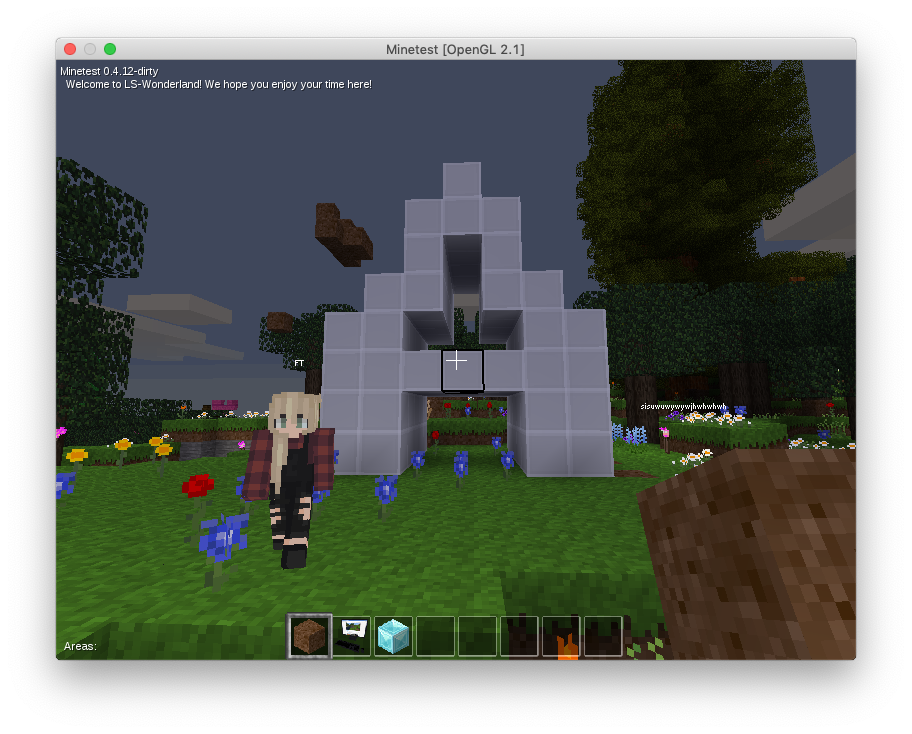 Minetest [OpenGL 2.1]
Minetest 0.4.12-dirty
Welcome to LS-Wonderland! We hope you enjoy your time here!
FT
sisuwuwywywjhwhwhwh
Areas: